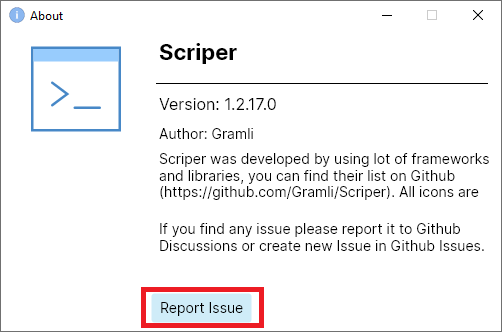 About
Scriper
>_
Version: 1.2.17.0
Author: Gramli
Scriper was developed by using lot of frameworks
and libraries, you can find their list on Github
(https://github.com/Gramli/Scriper). All icons are
If you find any issue please report it to Github
Discussions or create new Issue in Github Issues.
Report Issue